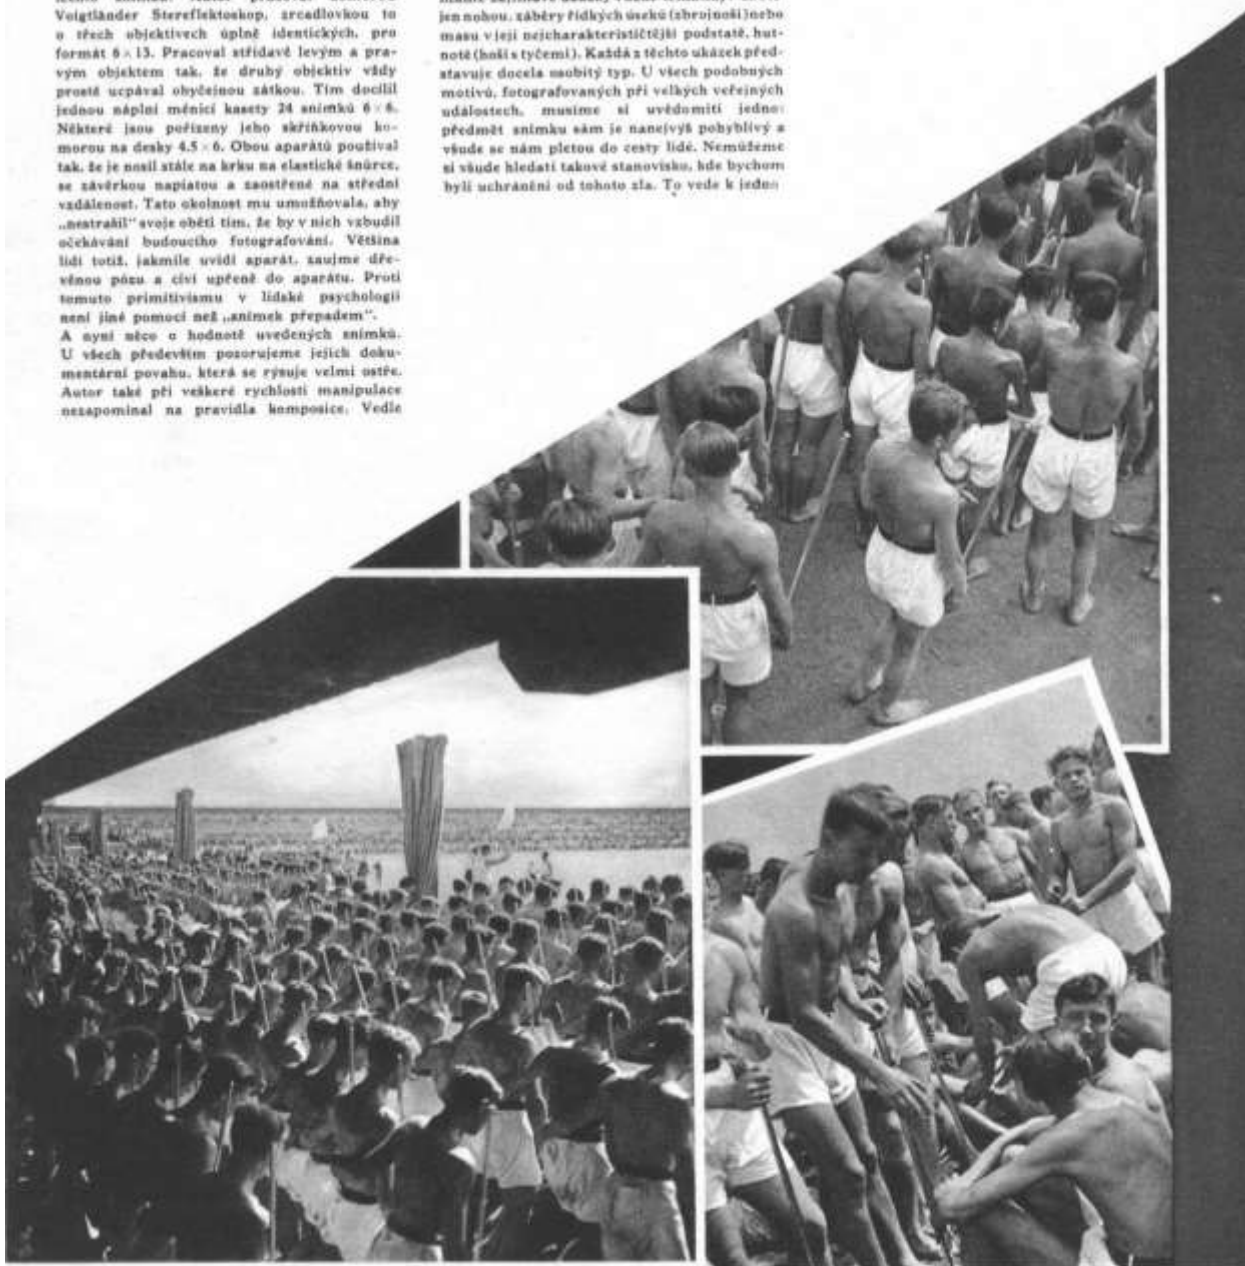 Voigtländer Stereflektoskop, zrcadlovkou to
o třech objektivech úplně identických, pro
formát 6×13. Pracoval střídavě levým a pra-
vým objektem tak, že druhý objektiv vždy
prostě ucpával obyčejnou zátkou. Tím docílil
jednou náplní měnící kasety 24 snímků 6×6.
Některé jsou pořízeny jeho skříňkovou ko-
morou na desky 4.5×6. Obou aparátů používal
tak, že je nosil stále na krku na elastické šňůrce,
se závěrkou napiatou a zaostřené na střední
vzdálenost. Tato okolnost mu umožňovala, aby
„nestrašil" svoje oběti tím, že by v nich vzbudil
očekávání budoucího fotografování. Většina
lidí totiž, jakmile uvidí aparát, zaujme dře-
věnou pózu a civí upřeně do aparátu. Proti
tomuto primitivismu v lidské psychologii
není jiné pomoci než „snímek přepadem".
A nyní něco o hodnotě uvedených snímků.
U všech především pozorujeme jejich doku-
mentární povahu, která se rýsuje velmi ostře.
Autor také při veškeré rychlosti manipulace
nezapomínal na pravidla komposice. Vedle
jen nohou, záběry řídkých úseků (zbrojnoši) nebo
masu v její nejcharakterističtější podstatě, hut-
notě (hoši s tyčemi). Každá z těchto ukázek před-
stavuje docela osobitý typ. U všech podobných
motivů, fotografovaných při velkých veřejných
událostech, musíme si uvědomiti jedno:
předmět snímku sám je nanejvýš pohyblivý a
všude se nám pletou do cesty lidé. Nemůžeme
si všude hledati takové stanovisko, kde bychom
byli uchráněni od tohoto zla. To vede k jedno